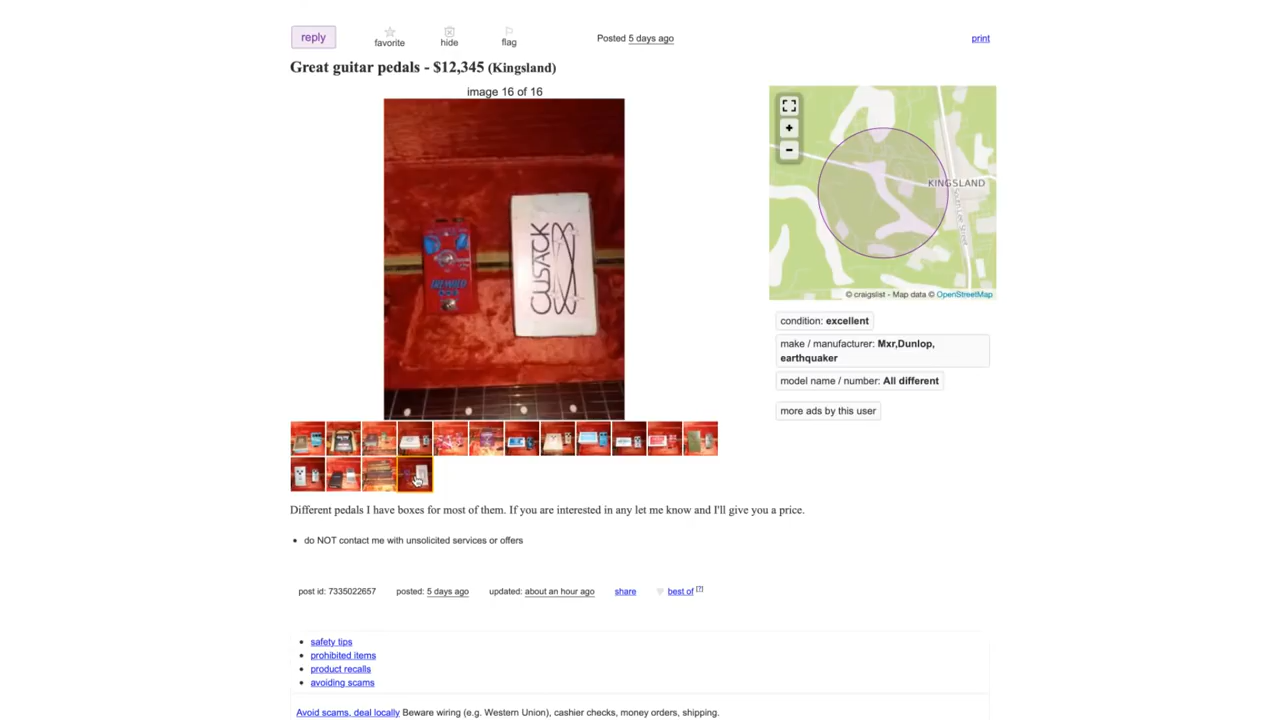 reply
favorite
hide
flag
Posted 5 days ago
print
Great guitar pedals - $12,345 (Kingsland)
image 16 of 16
CUSACK
TREMOLO
+
−
KINGSLAND
South Lee Street
© craigslist - Map data © OpenStreetMap
condition: excellent
make / manufacturer: Mxr,Dunlop,
earthquaker
model name / number: All different
more ads by this user
Different pedals I have boxes for most of them. If you are interested in any let me know and I'll give you a price.
• do NOT contact me with unsolicited services or offers
post id: 7335022657
posted: 5 days ago
updated: about an hour ago
share
best of [?]
• safety tips
• prohibited items
• product recalls
• avoiding scams
Avoid scams, deal locally Beware wiring (e.g. Western Union), cashier checks, money orders, shipping.